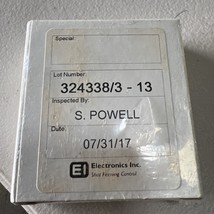 Special
Lot Number:
324338/3 - 13
Inspected By:
S. POWELL
Date:
07/31/17
EI Electronics Inc.
Shot Peening Control